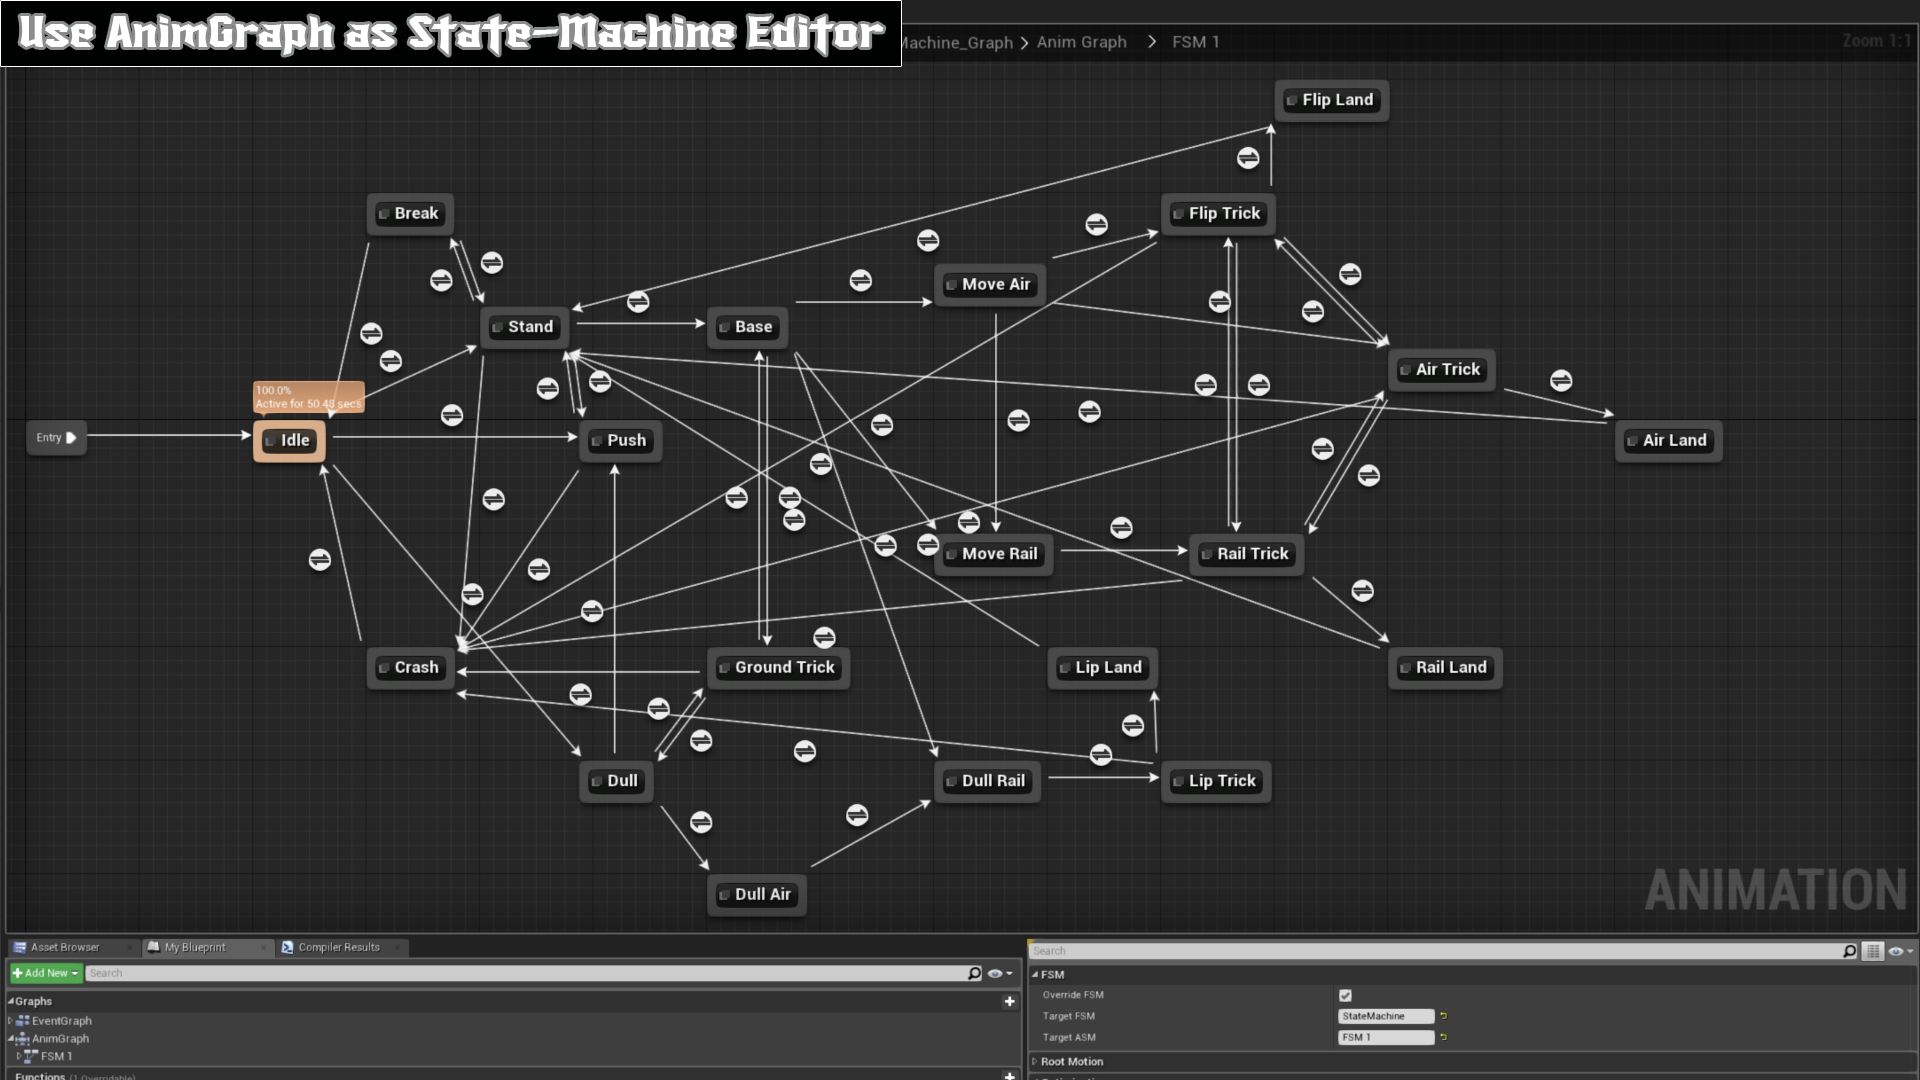 Use AnimGraph as State-Machine Editor
Machine_Graph > Anim Graph > FSM 1
Zoom 1:1
Flip Land
Break
Flip Trick
Move Air
Stand
Base
Air Trick
100.0%
Active for 50.48 secs
Entry
Idle
Push
Air Land
Move Rail
Rail Trick
Crash
Ground Trick
Lip Land
Rail Land
Dull
Dull Rail
Lip Trick
Dull Air
ANIMATION
Asset Browser
My Blueprint
Compiler Results
Add New
Search
Graphs
EventGraph
AnimGraph
FSM 1
Functions (1 Overridable)
Search
FSM
Override FSM
Target FSM
StateMachine
Target ASM
FSM 1
Root Motion